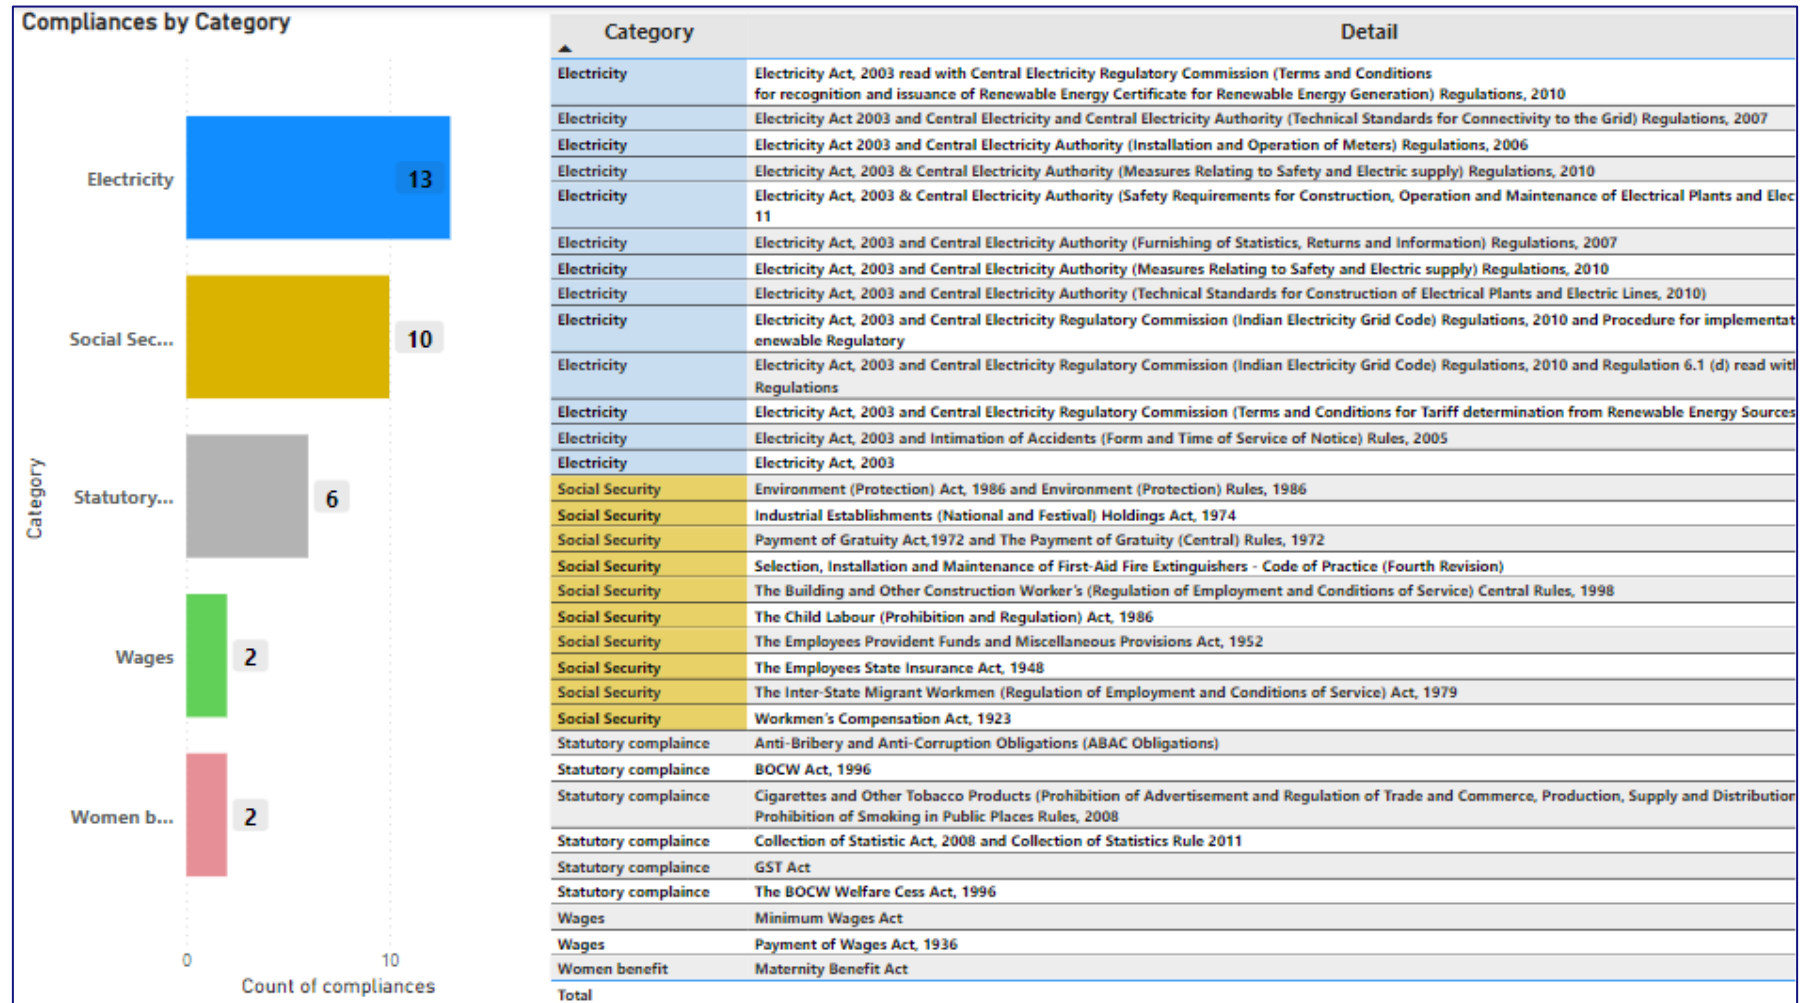 Compliances by Category
Category
Electricity
13
Social Sec...
10
Statutory...
6
Wages
2
Women b...
2
0
10
Count of compliances
Category
Detail
Electricity
Electricity Act, 2003 read with Central Electricity Regulatory Commission (Terms and Conditions
for recognition and issuance of Renewable Energy Certificate for Renewable Energy Generation) Regulations, 2010
Electricity
Electricity Act 2003 and Central Electricity and Central Electricity Authority (Technical Standards for Connectivity to the Grid) Regulations, 2007
Electricity
Electricity Act 2003 and Central Electricity Authority (Installation and Operation of Meters) Regulations, 2006
Electricity
Electricity Act, 2003 & Central Electricity Authority (Measures Relating to Safety and Electric supply) Regulations, 2010
Electricity
Electricity Act, 2003 & Central Electricity Authority (Safety Requirements for Construction, Operation and Maintenance of Electrical Plants and Elec
11
Electricity
Electricity Act, 2003 and Central Electricity Authority (Furnishing of Statistics, Returns and Information) Regulations, 2007
Electricity
Electricity Act, 2003 and Central Electricity Authority (Measures Relating to Safety and Electric supply) Regulations, 2010
Electricity
Electricity Act, 2003 and Central Electricity Authority (Technical Standards for Construction of Electrical Plants and Electric Lines, 2010)
Electricity
Electricity Act, 2003 and Central Electricity Regulatory Commission (Indian Electricity Grid Code) Regulations, 2010 and Procedure for implementat
enewable Regulatory
Electricity
Electricity Act, 2003 and Central Electricity Regulatory Commission (Indian Electricity Grid Code) Regulations, 2010 and Regulation 6.1 (d) read with
Regulations
Electricity
Electricity Act, 2003 and Central Electricity Regulatory Commission (Terms and Conditions for Tariff determination from Renewable Energy Sources
Electricity
Electricity Act, 2003 and Intimation of Accidents (Form and Time of Service of Notice) Rules, 2005
Electricity
Electricity Act, 2003
Social Security
Environment (Protection) Act, 1986 and Environment (Protection) Rules, 1986
Social Security
Industrial Establishments (National and Festival) Holdings Act, 1974
Social Security
Payment of Gratuity Act,1972 and The Payment of Gratuity (Central) Rules, 1972
Social Security
Selection, Installation and Maintenance of First-Aid Fire Extinguishers - Code of Practice (Fourth Revision)
Social Security
The Building and Other Construction Worker's (Regulation of Employment and Conditions of Service) Central Rules, 1998
Social Security
The Child Labour (Prohibition and Regulation) Act, 1986
Social Security
The Employees Provident Funds and Miscellaneous Provisions Act, 1952
Social Security
The Employees State Insurance Act, 1948
Social Security
The Inter-State Migrant Workmen (Regulation of Employment and Conditions of Service) Act, 1979
Social Security
Workmen's Compensation Act, 1923
Statutory complaince
Anti-Bribery and Anti-Corruption Obligations (ABAC Obligations)
Statutory complaince
BOCW Act, 1996
Statutory complaince
Cigarettes and Other Tobacco Products (Prohibition of Advertisement and Regulation of Trade and Commerce, Production, Supply and Distribution
Prohibition of Smoking in Public Places Rules, 2008
Statutory complaince
Collection of Statistic Act, 2008 and Collection of Statistics Rule 2011
Statutory complaince
GST Act
Statutory complaince
The BOCW Welfare Cess Act, 1996
Wages
Minimum Wages Act
Wages
Payment of Wages Act, 1936
Women benefit
Maternity Benefit Act
Total